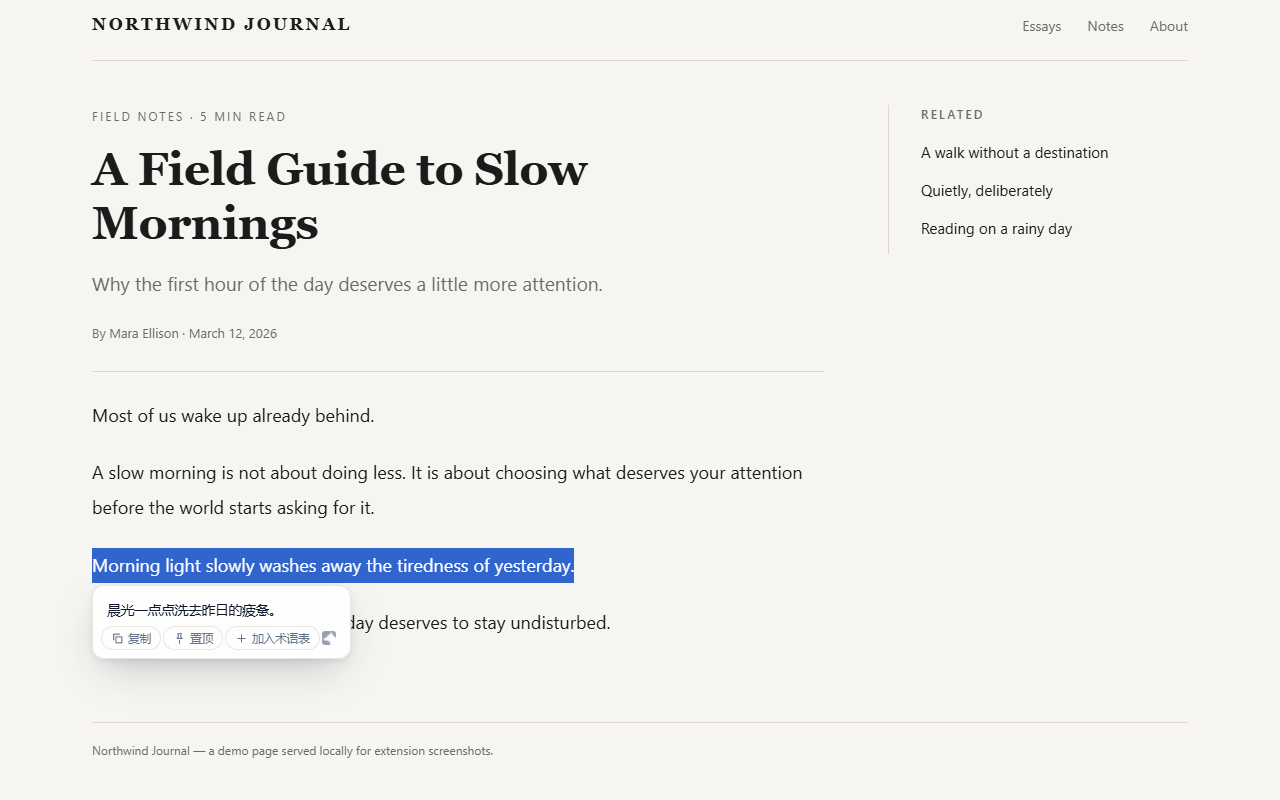 NORTHWIND JOURNAL
Essays Notes About
FIELD NOTES · 5 MIN READ
A Field Guide to Slow
Mornings
Why the first hour of the day deserves a little more attention.
By Mara Ellison · March 12, 2026
Most of us wake up already behind.
A slow morning is not about doing less. It is about choosing what deserves your attention
before the world starts asking for it.
Morning light slowly washes away the tiredness of yesterday.
晨光一点点洗去昨日的疲惫。
复制 置顶 加入术语表
day deserves to stay undisturbed.
RELATED
A walk without a destination
Quietly, deliberately
Reading on a rainy day
Northwind Journal — a demo page served locally for extension screenshots.